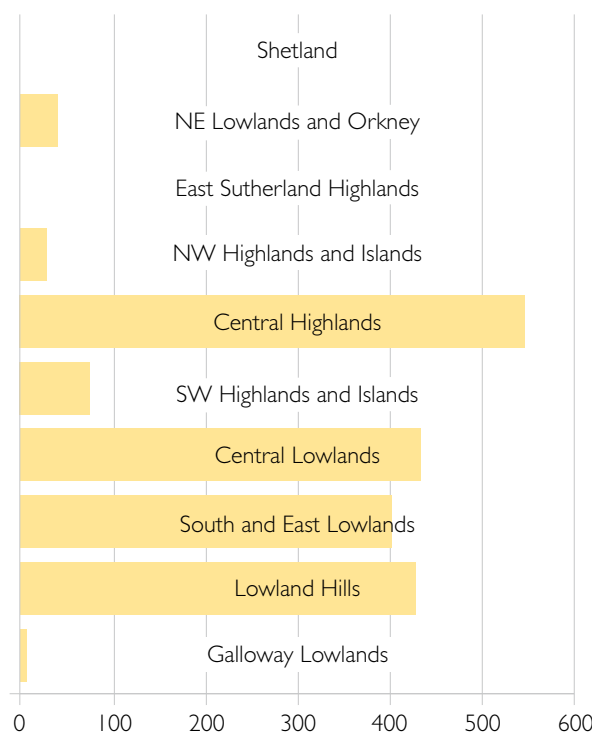 Shetland
NE Lowlands and Orkney
East Sutherland Highlands
NW Highlands and Islands
Central Highlands
SW Highlands and Islands
Central Lowlands
South and East Lowlands
Lowland Hills
Galloway Lowlands
0 100 200 300 400 500 600